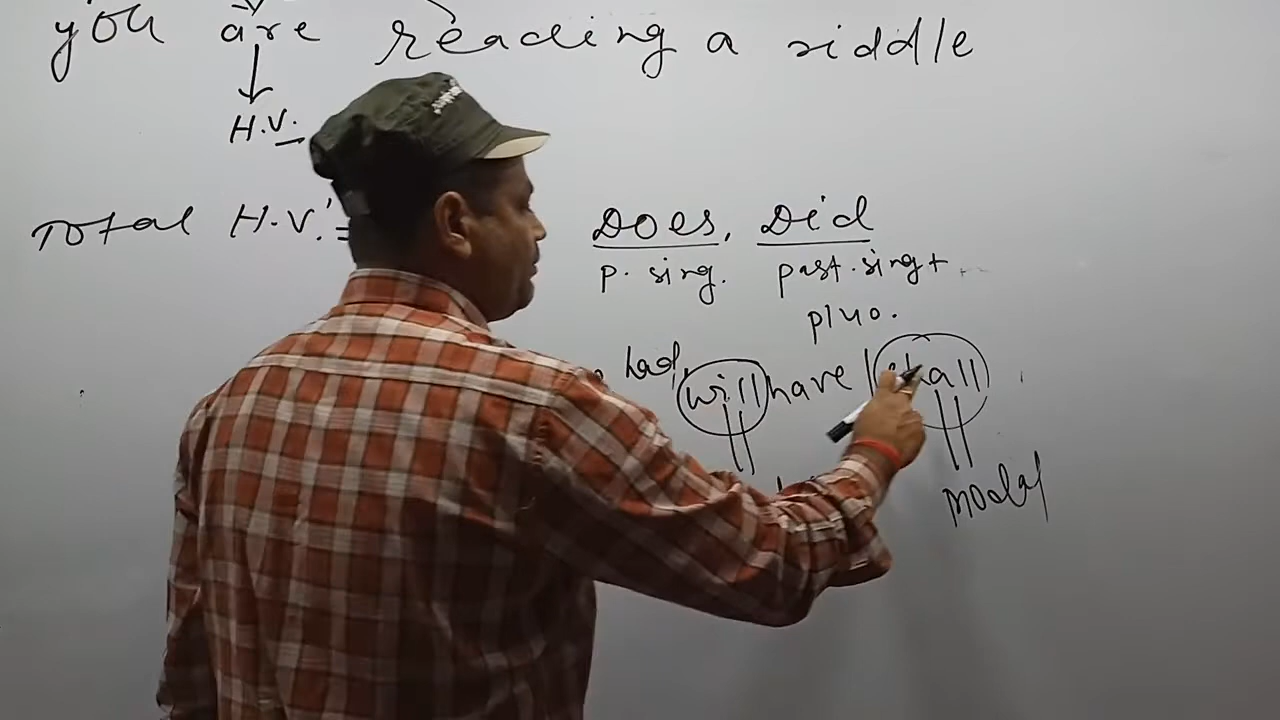 you are reading a riddle
H.V.
Total H.V.'= Does, Did
P. sing. past. sing +
plu.
had, will have / shall
modal